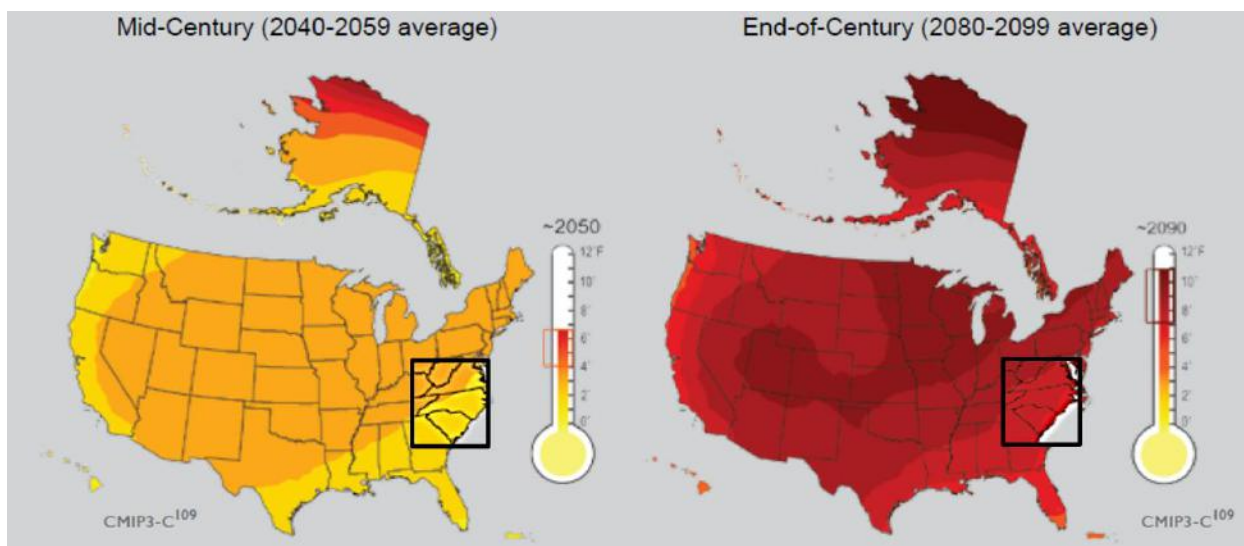 Mid-Century (2040-2059 average)
End-of-Century (2080-2099 average)
~2050
12°F
10°
8°
6°
4°
2°
0°
CMIP3-C109
~2090
12°F
10°
8°
6°
4°
2°
0°
CMIP3-C109